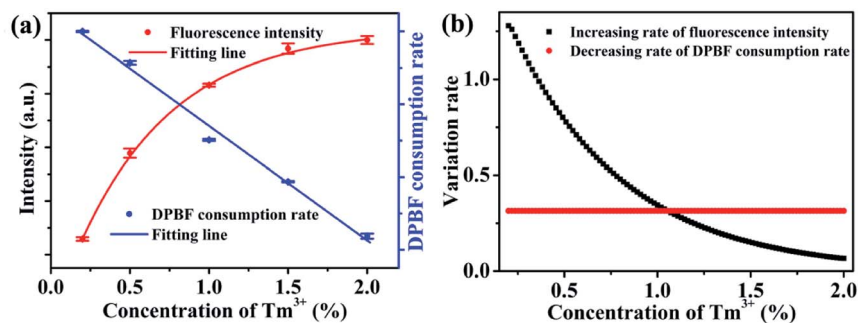 (a)
Fluorescence intensity
Fitting line
DPBF consumption rate
Fitting line
Intensity (a.u.)
DPBF consumption rate
0.0 0.5 1.0 1.5 2.0
Concentration of Tm³⁺ (%)
(b)
Increasing rate of fluorescence intensity
Decreasing rate of DPBF consumption rate
Variation rate
1.0
0.5
0.0
0.5 1.0 1.5 2.0
Concentration of Tm³⁺ (%)